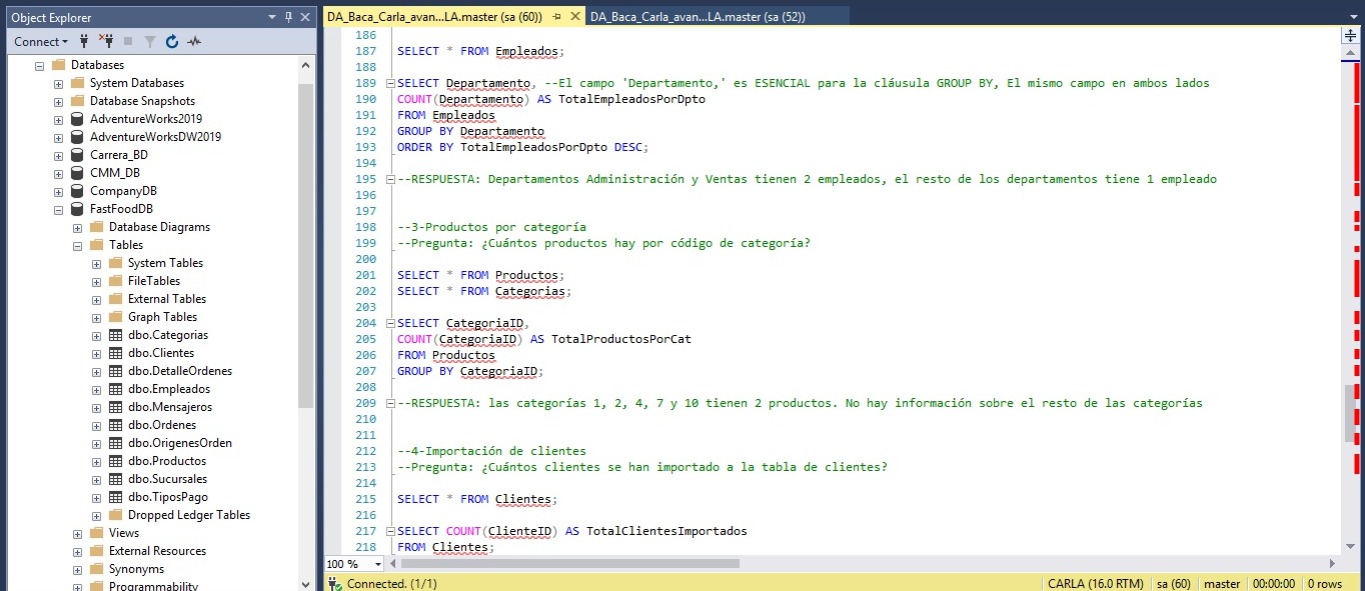 Object Explorer
Connect
Databases
System Databases
Database Snapshots
AdventureWorks2019
AdventureWorksDW2019
Carrera_BD
CMM_DB
CompanyDB
FastFoodDB
Database Diagrams
Tables
System Tables
FileTables
External Tables
Graph Tables
dbo.Categorias
dbo.Clientes
dbo.DetalleOrdenes
dbo.Empleados
dbo.Mensajeros
dbo.Ordenes
dbo.OrigenesOrden
dbo.Productos
dbo.Sucursales
dbo.TiposPago
Dropped Ledger Tables
Views
External Resources
Synonyms
Programmability
DA_Baca_Carla_avan...LA.master (sa (60))
DA_Baca_Carla_avan...LA.master (sa (52))
186
187 SELECT * FROM Empleados;
188
189 SELECT Departamento, --El campo 'Departamento,' es ESENCIAL para la cláusula GROUP BY, El mismo campo en ambos lados
190 COUNT(Departamento) AS TotalEmpleadosPorDpto
191 FROM Empleados
192 GROUP BY Departamento
193 ORDER BY TotalEmpleadosPorDpto DESC;
194
195 --RESPUESTA: Departamentos Administración y Ventas tienen 2 empleados, el resto de los departamentos tiene 1 empleado
196
197
198 --3-Productos por categoría
199 --Pregunta: ¿Cuántos productos hay por código de categoría?
200
201 SELECT * FROM Productos;
202 SELECT * FROM Categorias;
203
204 SELECT CategoriaID,
205 COUNT(CategoriaID) AS TotalProductosPorCat
206 FROM Productos
207 GROUP BY CategoriaID;
208
209 --RESPUESTA: las categorías 1, 2, 4, 7 y 10 tienen 2 productos. No hay información sobre el resto de las categorías
210
211
212 --4-Importación de clientes
213 --Pregunta: ¿Cuántos clientes se han importado a la tabla de clientes?
214
215 SELECT * FROM Clientes;
216
217 SELECT COUNT(ClienteID) AS TotalClientesImportados
218 FROM Clientes;
100 %
Connected. (1/1)
CARLA (16.0 RTM)
sa (60)
master
00:00:00
0 rows